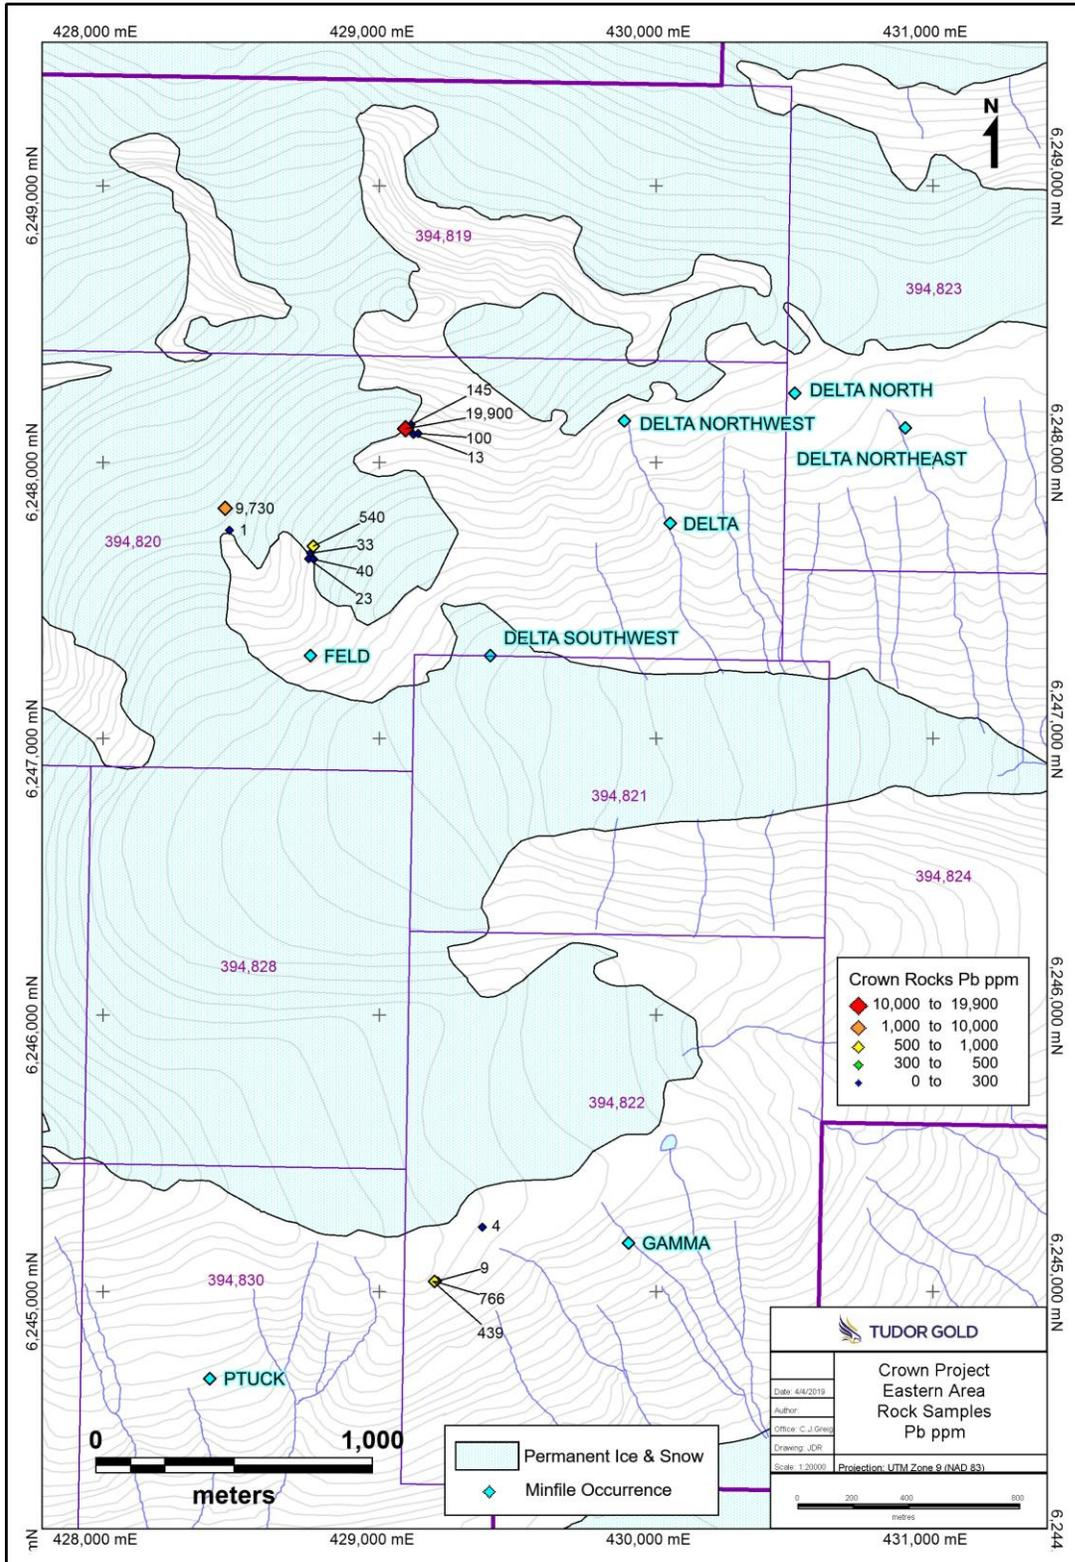 428,000 mE
429,000 mE
430,000 mE
431,000 mE
N
6,249,000 mN
6,249,000 mN
394,819
394,823
145
19,900
100
13
DELTA NORTH
DELTA NORTHWEST
DELTA NORTHEAST
6,248,000 mN
6,248,000 mN
9,730
1
540
33
40
23
394,820
DELTA
DELTA SOUTHWEST
FELD
6,247,000 mN
6,247,000 mN
394,821
394,824
394,828
6,246,000 mN
6,246,000 mN
Crown Rocks Pb ppm
10,000 to 19,900
1,000 to 10,000
500 to 1,000
300 to 500
0 to 300
394,822
4
GAMMA
9
766
439
394,830
6,245,000 mN
6,245,000 mN
PTUCK
TUDOR GOLD
Crown Project
Eastern Area
Rock Samples
Pb ppm
Date: 4/4/2019
Author:
Office: C.J.Greig
Drawing: JDR
Scale: 1:20000
Projection: UTM Zone 9 (NAD 83)
0 200 400 800
metres
0 1,000
meters
Permanent Ice & Snow
Minfile Occurrence
mN
6,244
428,000 mE
429,000 mE
430,000 mE
431,000 mE